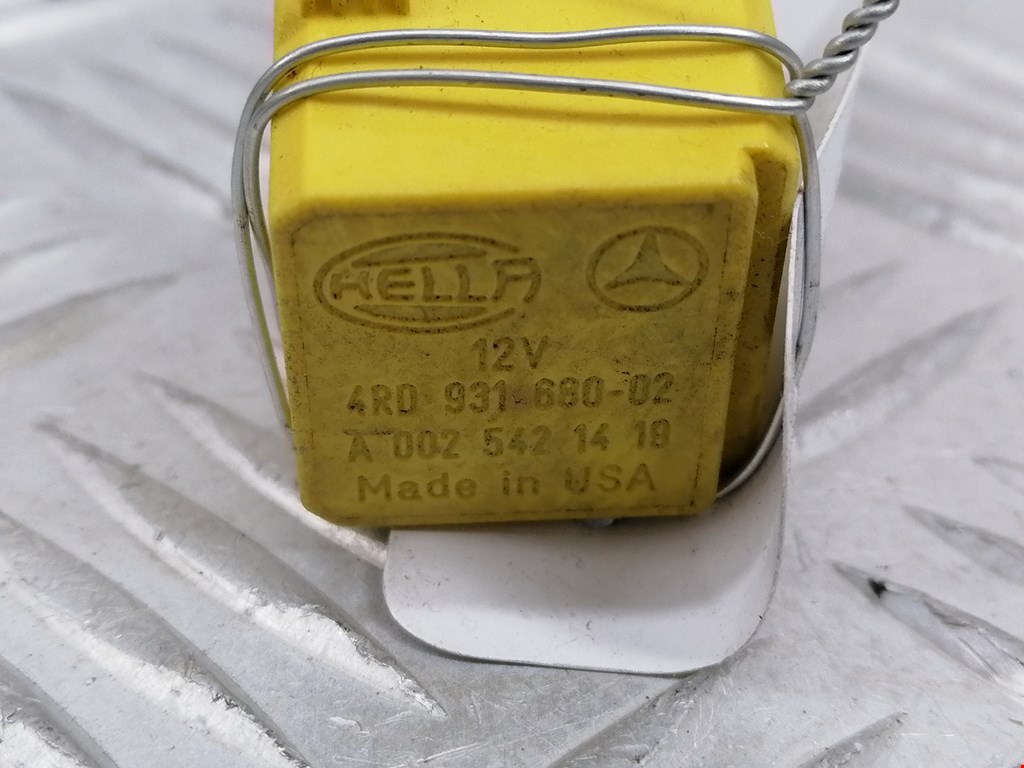 HELLA
12V
4RD 931 680-02
A 002 542 14 19
Made in USA